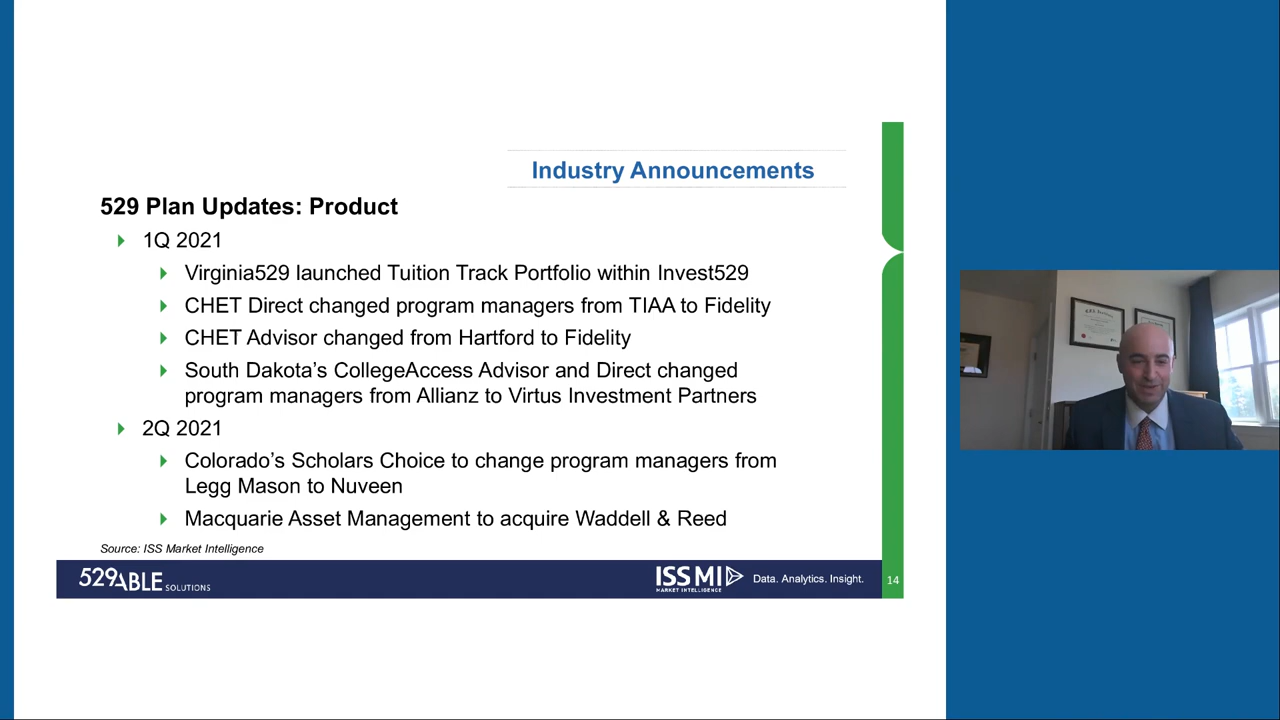 Industry Announcements
529 Plan Updates: Product
1Q 2021
Virginia529 launched Tuition Track Portfolio within Invest529
CHET Direct changed program managers from TIAA to Fidelity
CHET Advisor changed from Hartford to Fidelity
South Dakota’s CollegeAccess Advisor and Direct changed
program managers from Allianz to Virtus Investment Partners
2Q 2021
Colorado’s Scholars Choice to change program managers from
Legg Mason to Nuveen
Macquarie Asset Management to acquire Waddell & Reed
Source: ISS Market Intelligence
529ABLE SOLUTIONS
ISS MI
MARKET INTELLIGENCE
Data. Analytics. Insight.
14